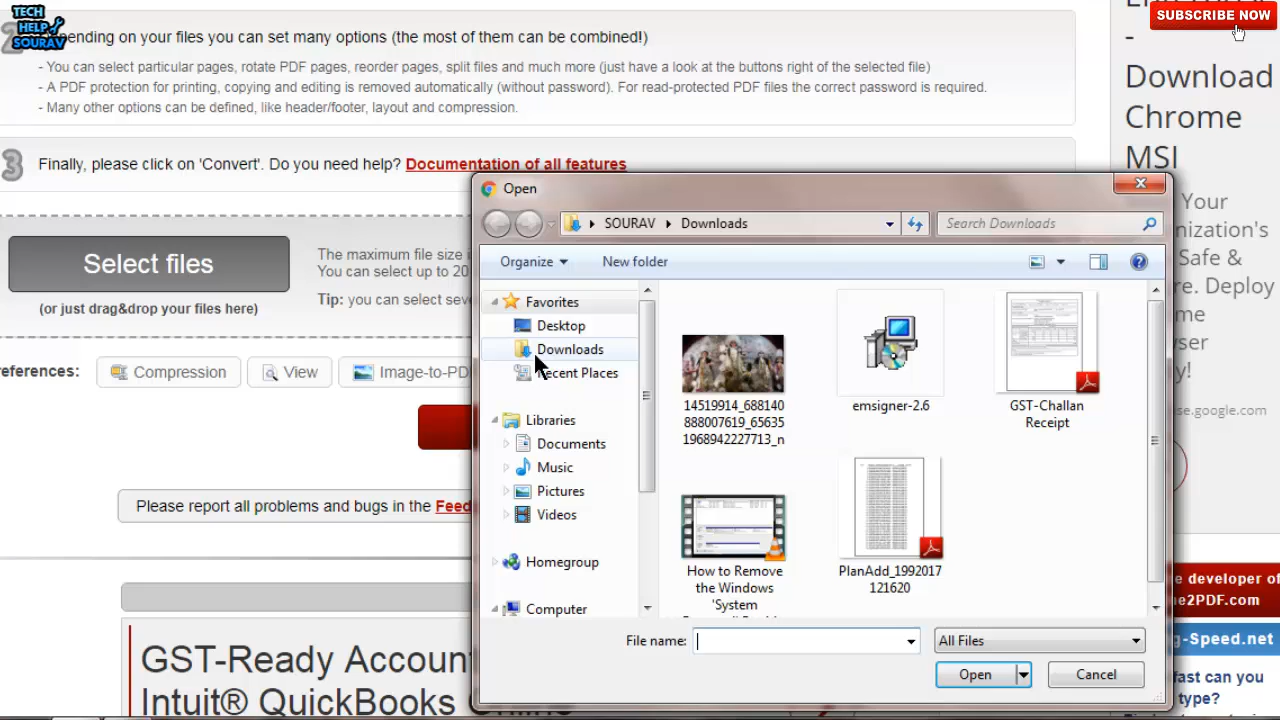 TECH
HELP
SOURAV
SUBSCRIBE NOW
pending on your files you can set many options (the most of them can be combined!)
- You can select particular pages, rotate PDF pages, reorder pages, split files and much more (just have a look at the buttons right of the selected file)
- A PDF protection for printing, copying and editing is removed automatically (without password). For read-protected PDF files the correct password is required.
- Many other options can be defined, like header/footer, layout and compression.
3 Finally, please click on 'Convert'. Do you need help? Documentation of all features
-
Download
Chrome
MSI
Your
nization's
Safe &
re. Deploy
me
wser
y!
se.google.com
Select files
(or just drag&drop your files here)
The maximum file size i
You can select up to 20
Tip: you can select seve
eferences:
Compression
View
Image-to-PD
Please report all problems and bugs in the Feed
GST-Ready Account
Intuit® QuickBooks Online
Open
SOURAV
Downloads
Search Downloads
Organize
New folder
Favorites
Desktop
Downloads
Recent Places
Libraries
Documents
Music
Pictures
Videos
Homegroup
Computer
14519914_688140
888007619_65635
1968942227713_n
emsigner-2.6
GST-Challan
Receipt
How to Remove
the Windows
'System
PlanAdd_1992017
121620
File name:
All Files
Open
Cancel
e developer of
e2PDF.com
g-Speed.net
fast can you
type?